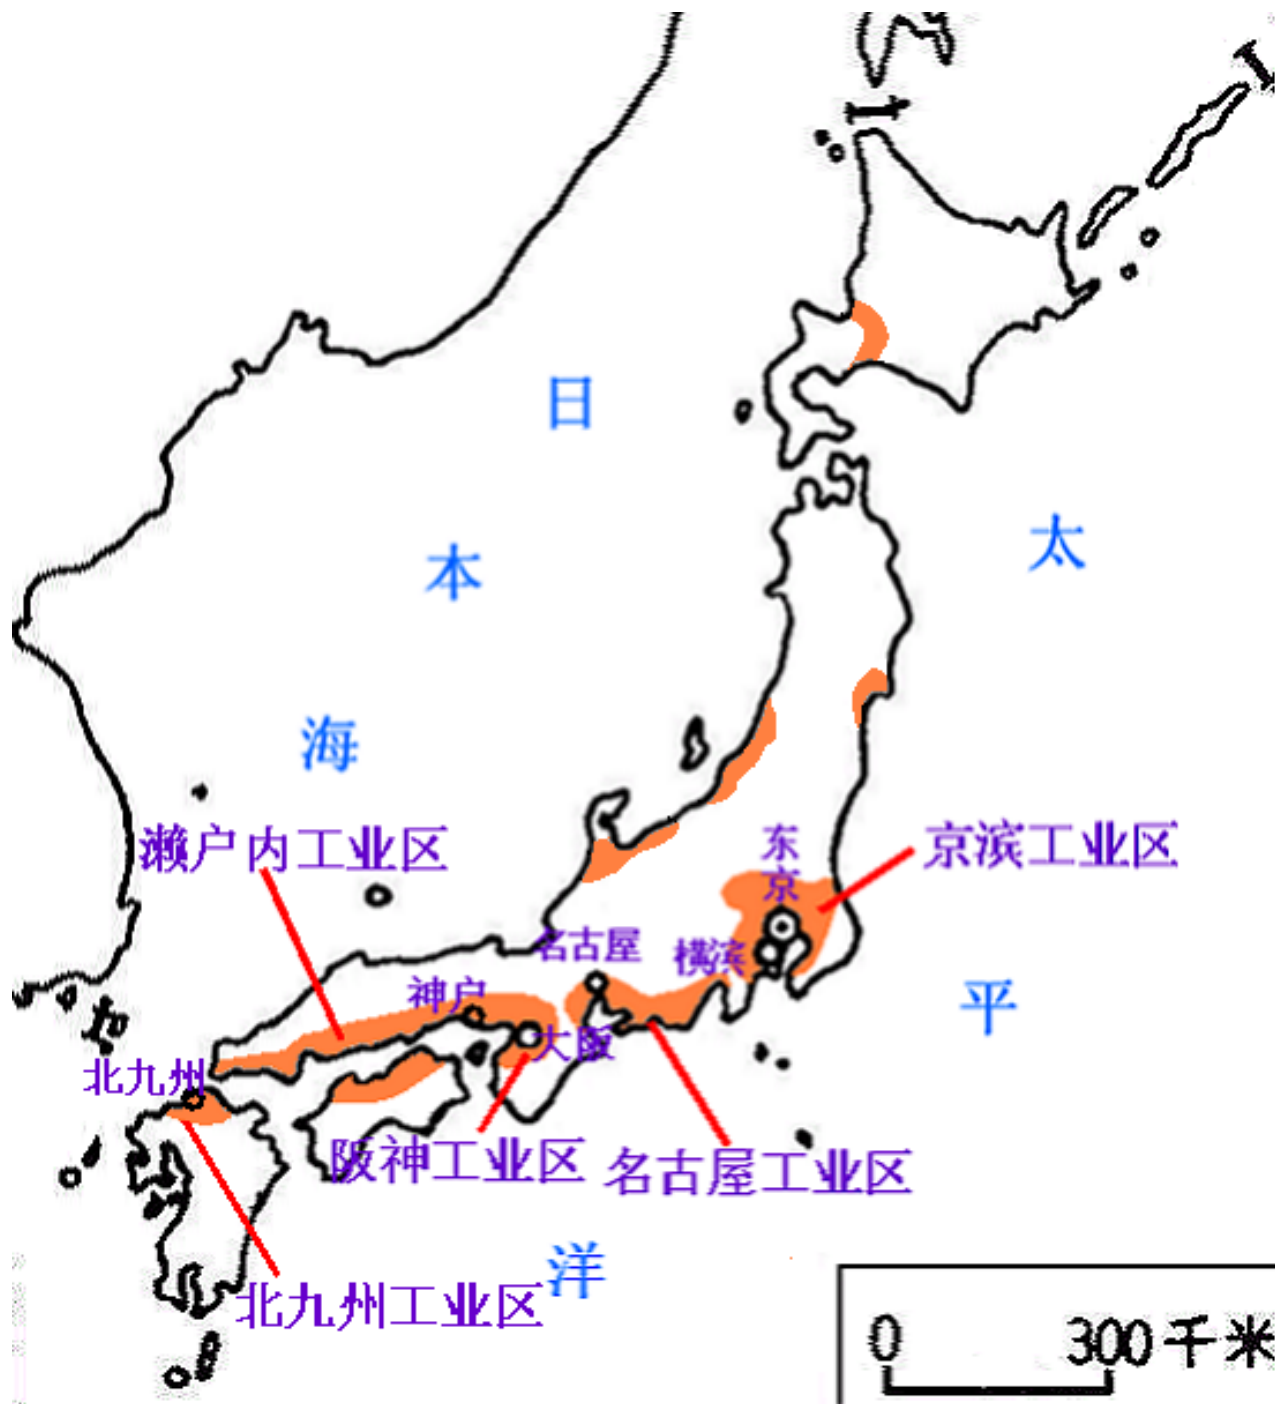 日
本
海
太
平
洋
濑户内工业区
东京
京滨工业区
名古屋
横滨
神户
大阪
北九州
阪神工业区
名古屋工业区
北九州工业区
0 300千米